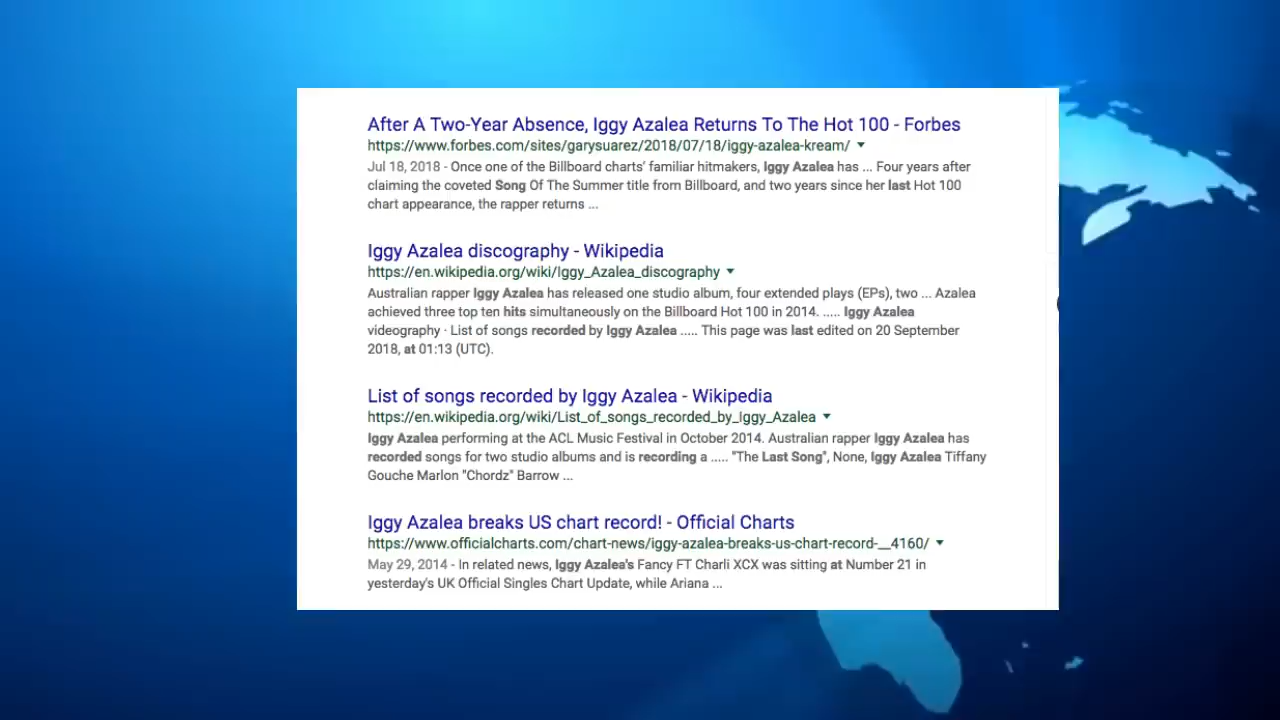 After A Two-Year Absence, Iggy Azalea Returns To The Hot 100 - Forbes
https://www.forbes.com/sites/garysuarez/2018/07/18/iggy-azalea-kream/
Jul 18, 2018 - Once one of the Billboard charts' familiar hitmakers, Iggy Azalea has ... Four years after
claiming the coveted Song Of The Summer title from Billboard, and two years since her last Hot 100
chart appearance, the rapper returns ...
Iggy Azalea discography - Wikipedia
https://en.wikipedia.org/wiki/Iggy_Azalea_discography
Australian rapper Iggy Azalea has released one studio album, four extended plays (EPs), two ... Azalea
achieved three top ten hits simultaneously on the Billboard Hot 100 in 2014. ..... Iggy Azalea
videography · List of songs recorded by Iggy Azalea ..... This page was last edited on 20 September
2018, at 01:13 (UTC).
List of songs recorded by Iggy Azalea - Wikipedia
https://en.wikipedia.org/wiki/List_of_songs_recorded_by_Iggy_Azalea
Iggy Azalea performing at the ACL Music Festival in October 2014. Australian rapper Iggy Azalea has
recorded songs for two studio albums and is recording a ..... "The Last Song", None, Iggy Azalea Tiffany
Gouche Marlon "Chordz" Barrow ...
Iggy Azalea breaks US chart record! - Official Charts
https://www.officialcharts.com/chart-news/iggy-azalea-breaks-us-chart-record-__4160/
May 29, 2014 - In related news, Iggy Azalea's Fancy FT Charli XCX was sitting at Number 21 in
yesterday's UK Official Singles Chart Update, while Ariana ...